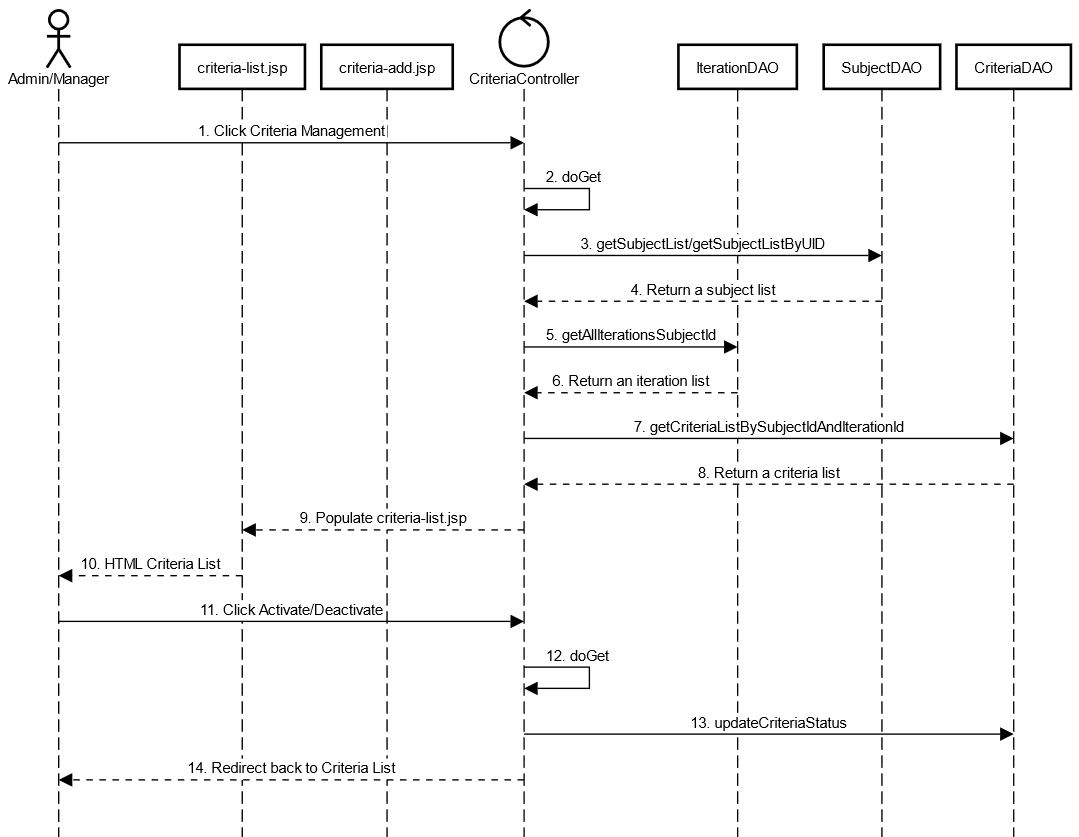 Admin/Manager
criteria-list.jsp
criteria-add.jsp
CriteriaController
IterationDAO
SubjectDAO
CriteriaDAO
1. Click Criteria Management
2. doGet
3. getSubjectList/getSubjectListByUID
4. Return a subject list
5. getAllIterationsSubjectId
6. Return an iteration list
7. getCriteriaListBySubjectIdAndIterationId
8. Return a criteria list
9. Populate criteria-list.jsp
10. HTML Criteria List
11. Click Activate/Deactivate
12. doGet
13. updateCriteriaStatus
14. Redirect back to Criteria List